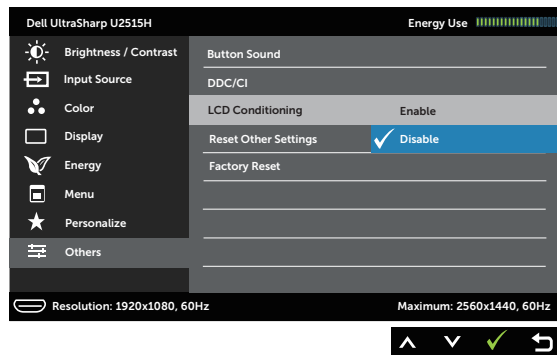 Dell UltraSharp U2515H Energy Use
Brightness / Contrast Button Sound
Input Source DDC/CI
Color LCD Conditioning Enable
Display Reset Other Settings Disable
Energy Factory Reset
Menu
Personalize
Others
Resolution: 1920x1080, 60Hz Maximum: 2560x1440, 60Hz